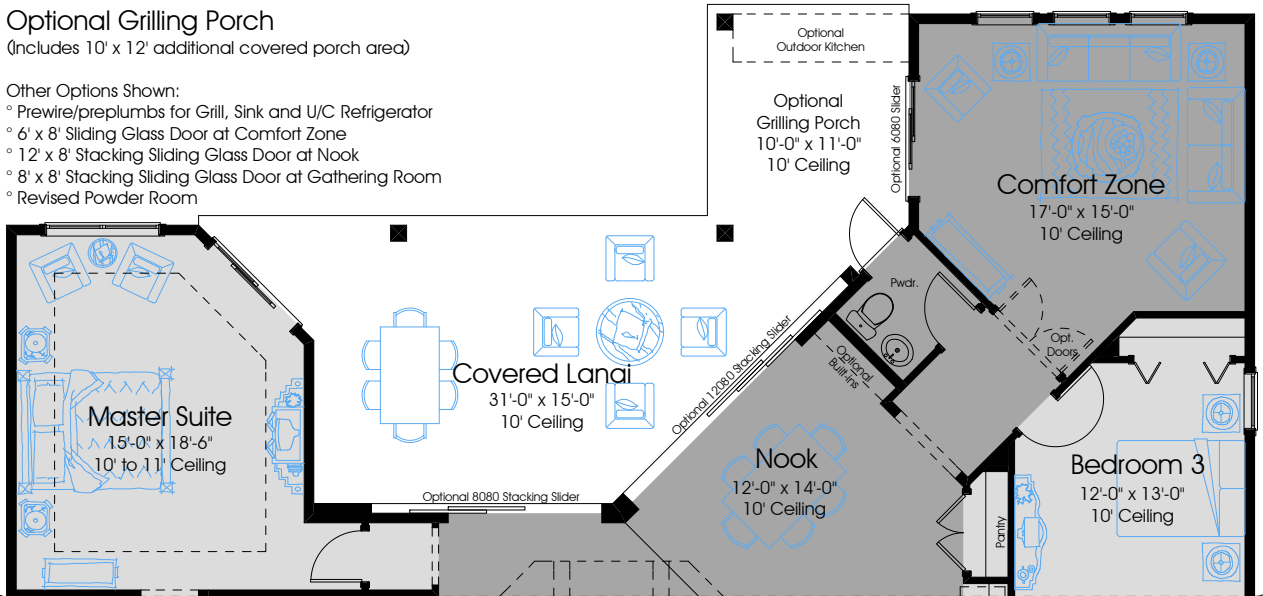 Optional Grilling Porch
(Includes 10' x 12' additional covered porch area)
Other Options Shown:
° Prewire/preplumbs for Grill, Sink and U/C Refrigerator
° 6' x 8' Sliding Glass Door at Comfort Zone
° 12' x 8' Stacking Sliding Glass Door at Nook
° 8' x 8' Stacking Sliding Glass Door at Gathering Room
° Revised Powder Room
Optional
Outdoor Kitchen
Optional
Grilling Porch
10'-0" x 11'-0"
10' Ceiling
Optional 6080 Slider
Comfort Zone
17'-0" x 15'-0"
10' Ceiling
Pwdr.
Opt.
Doors
Optional
Built-Ins
Optional 12080 Stacking Slider
Covered Lanai
31'-0" x 15'-0"
10' Ceiling
Master Suite
15'-0" x 18'-6"
10' to 11' Ceiling
Optional 8080 Stacking Slider
Nook
12'-0" x 14'-0"
10' Ceiling
Pantry
Bedroom 3
12'-0" x 13'-0"
10' Ceiling